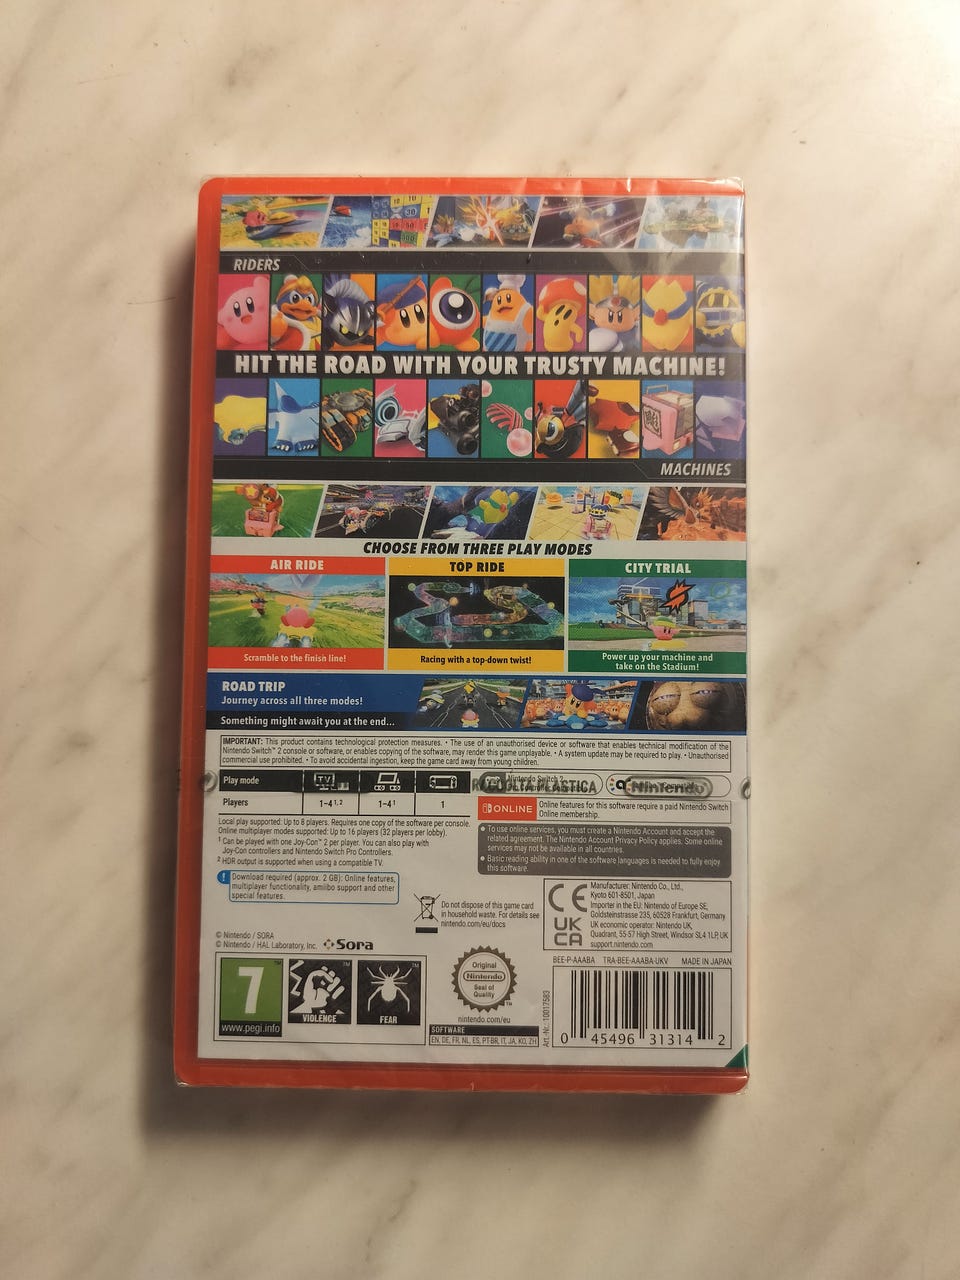 RIDERS
HIT THE ROAD WITH YOUR TRUSTY MACHINE!
MACHINES
CHOOSE FROM THREE PLAY MODES
AIR RIDE
Scramble to the finish line!
TOP RIDE
Racing with a top-down twist!
CITY TRIAL
Power up your machine and
take on the Stadium!
ROAD TRIP
Journey across all three modes!
Something might await you at the end...
IMPORTANT: This product contains technological protection measures. • The use of an unauthorised device or software that enables technical modification of the
Nintendo Switch™ 2 console or software, or enables copying of the software, may render this game unplayable. • A system update may be required to play. • Unauthorised
commercial use prohibited. • To avoid accidental ingestion, keep the game card away from young children.
Play mode
TV
RACCOLTA PLASTICA
Nintendo
Players
1-4 1, 2
1-4 1
1
Local play supported: Up to 8 players. Requires one copy of the software per console.
Online multiplayer modes supported: Up to 16 players (32 players per lobby).
1 Can be played with one Joy-Con™ 2 per player. You can also play with
Joy-Con controllers and Nintendo Switch Pro Controllers.
2 HDR output is supported when using a compatible TV.
! Download required (approx. 2 GB): Online features,
multiplayer functionality, amiibo support and other
special features.
ONLINE
Online features for this software require a paid Nintendo Switch
Online membership.
• To use online services, you must create a Nintendo Account and accept the
related agreement. The Nintendo Account Privacy Policy applies. Some online
services may not be available in all countries.
• Basic reading ability in one of the software languages is needed to fully enjoy
this software.
Do not dispose of this game card
in household waste. For details see
nintendo.com/eu/docs
CE
UK
CA
Manufacturer: Nintendo Co., Ltd.,
Kyoto 601-8501, Japan
Importer in the EU: Nintendo of Europe SE,
Goldsteinstrasse 235, 60528 Frankfurt, Germany
UK economic operator: Nintendo UK,
Quadrant, 55-57 High Street, Windsor SL4 1LP, UK
support.nintendo.com
© Nintendo / SORA
© Nintendo / HAL Laboratory, Inc.
Sora
BEE-P-AAABA TRA-BEE-AAABA-UKV MADE IN JAPAN
7
www.pegi.info
VIOLENCE
FEAR
Original
Nintendo
Seal of
Quality
nintendo.com/eu
SOFTWARE
EN, DE, FR, NL, ES, PT-BR, IT, JA, KO, ZH
Art.-Nr.: 10017583
0 45496 31314 2